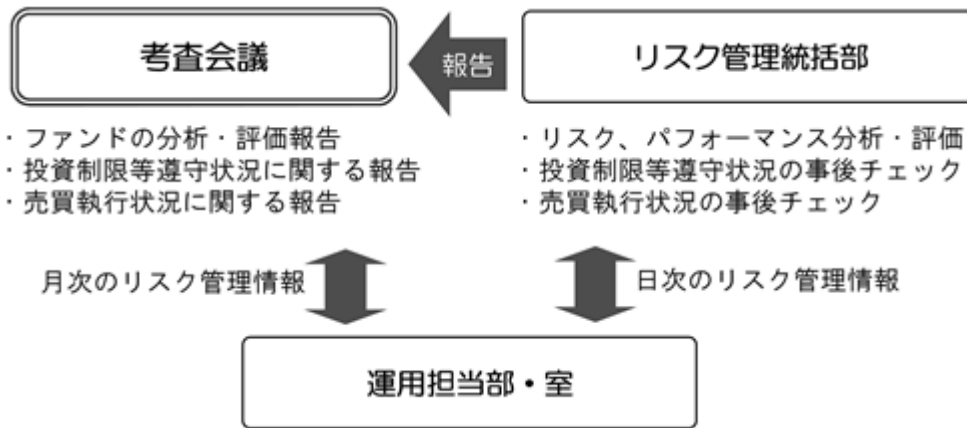 考査会議
報告
リスク管理統括部
・ファンドの分析・評価報告
・投資制限等遵守状況に関する報告
・売買執行状況に関する報告
・リスク、パフォーマンス分析・評価
・投資制限等遵守状況の事後チェック
・売買執行状況の事後チェック
月次のリスク管理情報
日次のリスク管理情報
運用担当部・室